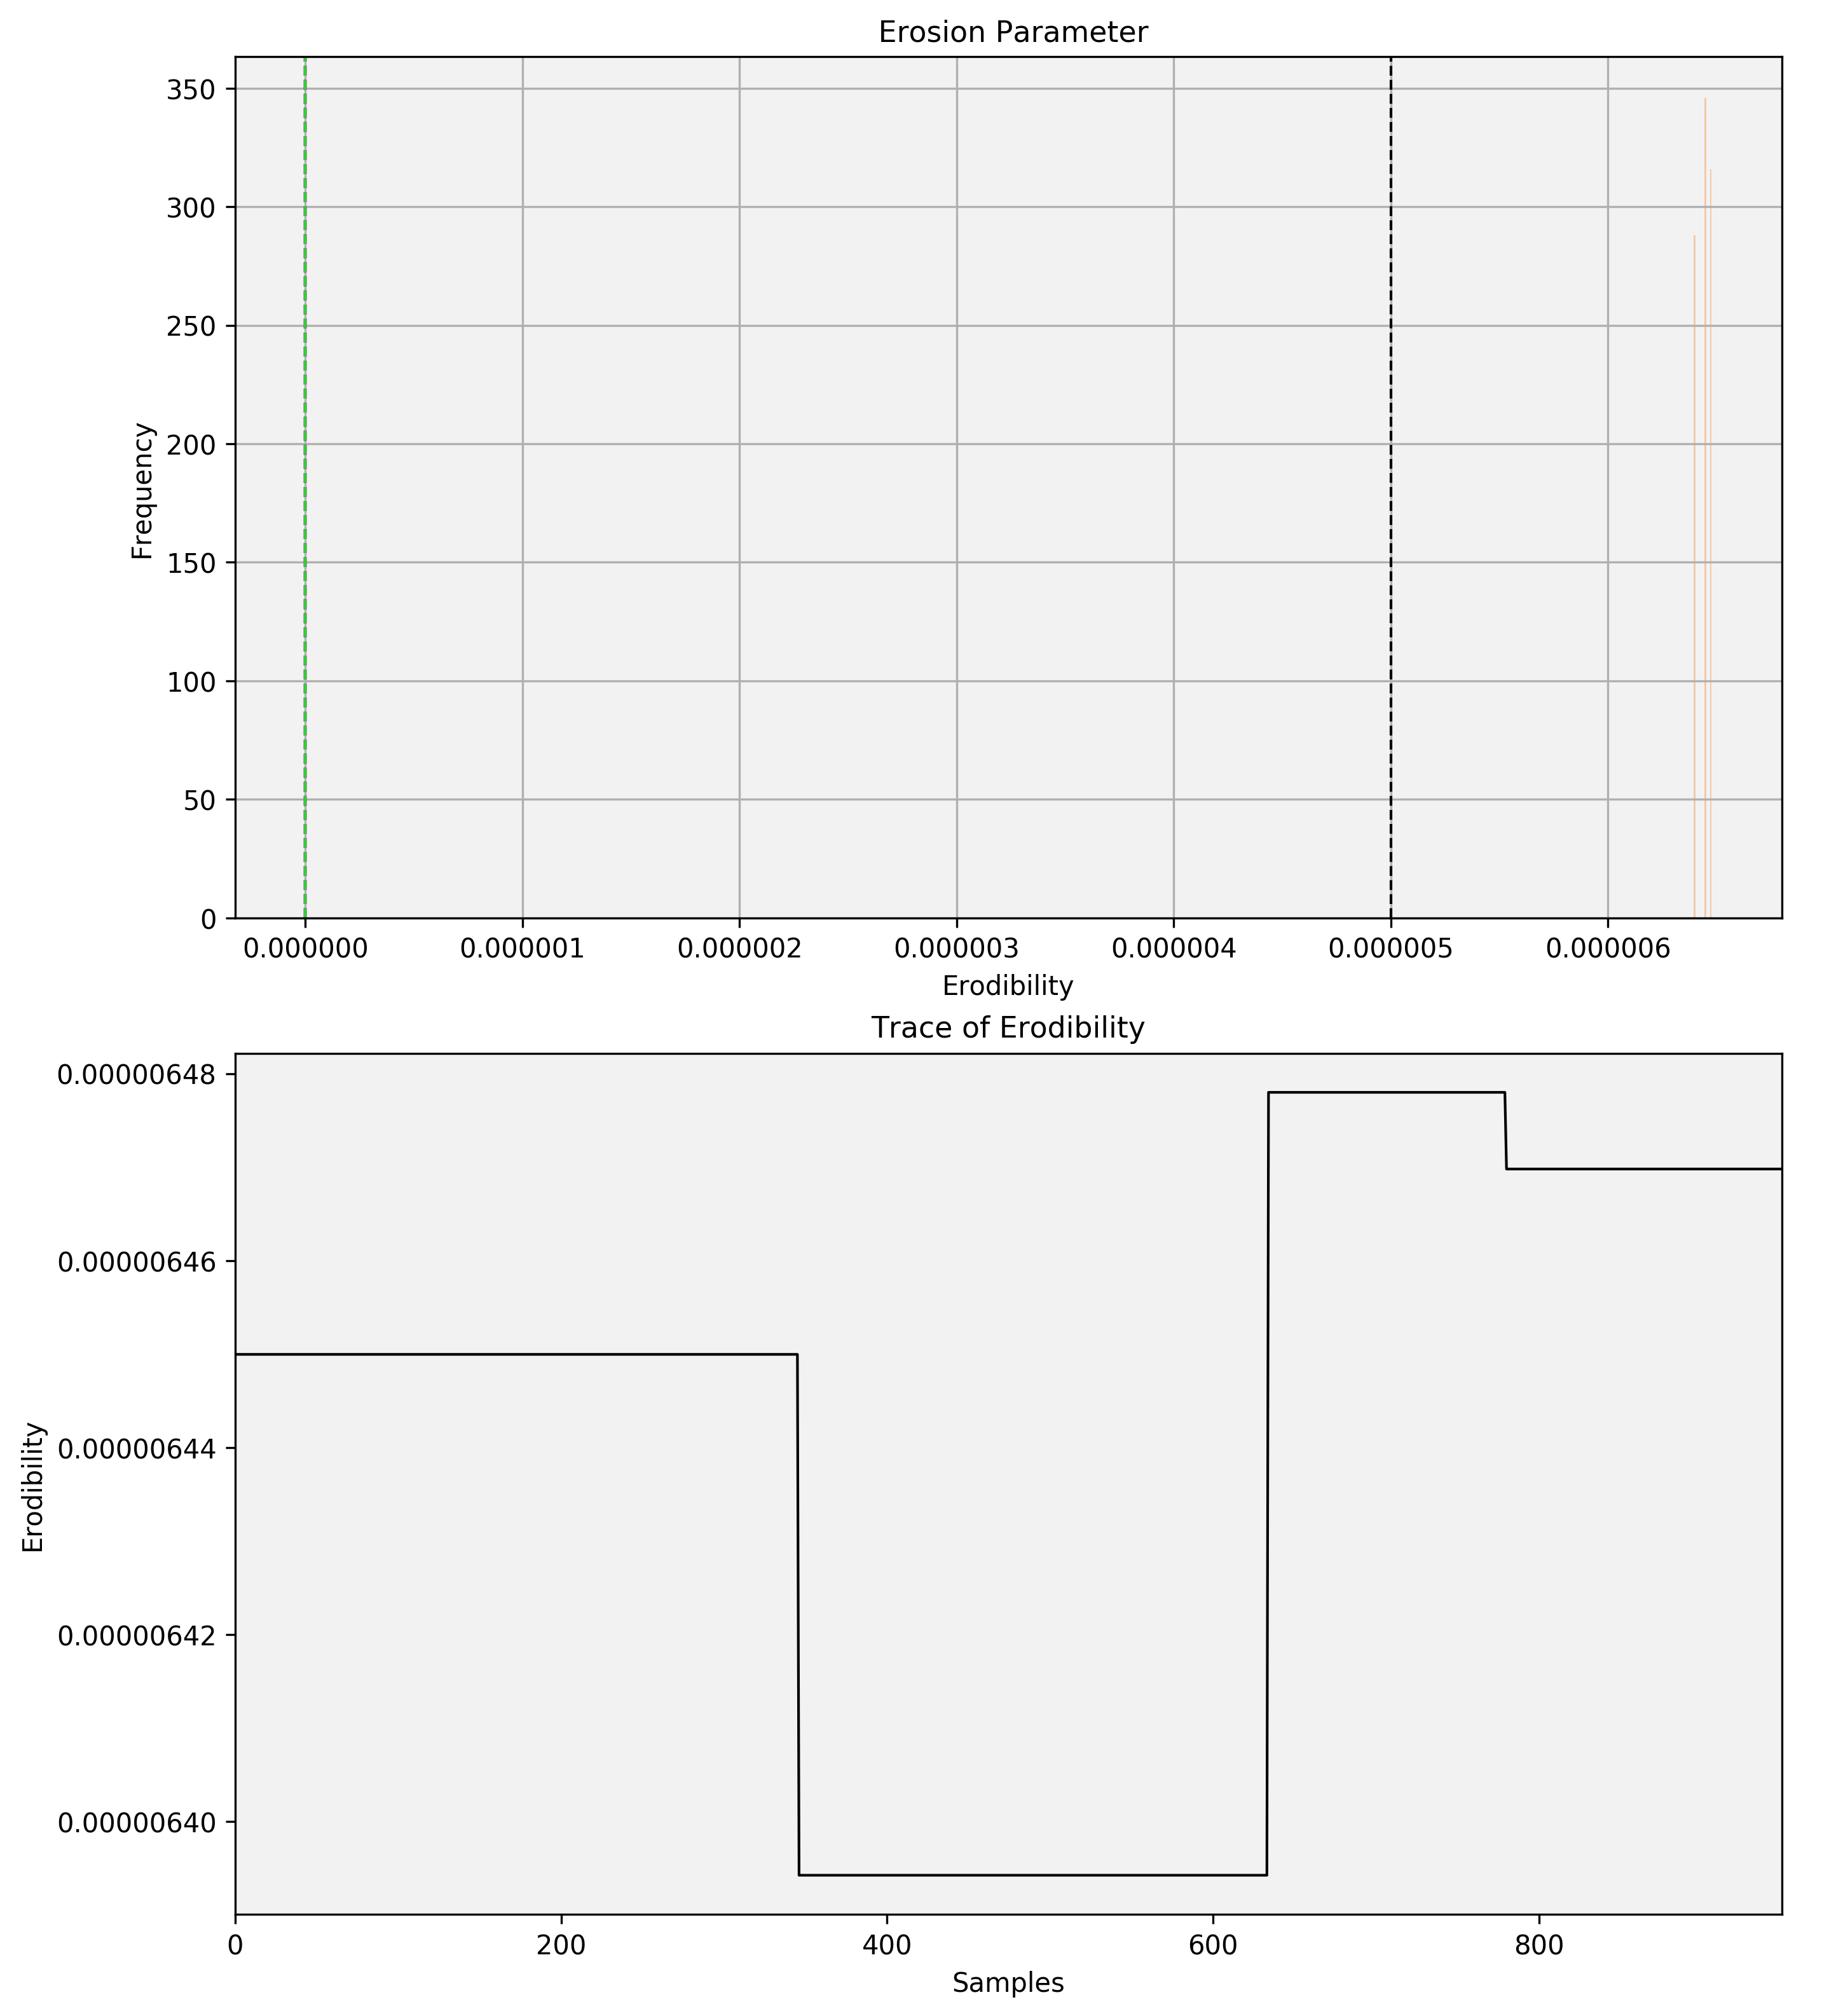 Erosion Parameter
350
300
250
200
150
100
50
0
Frequency
0.000000 0.000001 0.000002 0.000003 0.000004 0.000005 0.000006
Erodibility
Trace of Erodibility
0.00000648
0.00000646
0.00000644
0.00000642
0.00000640
Erodibility
0 200 400 600 800
Samples